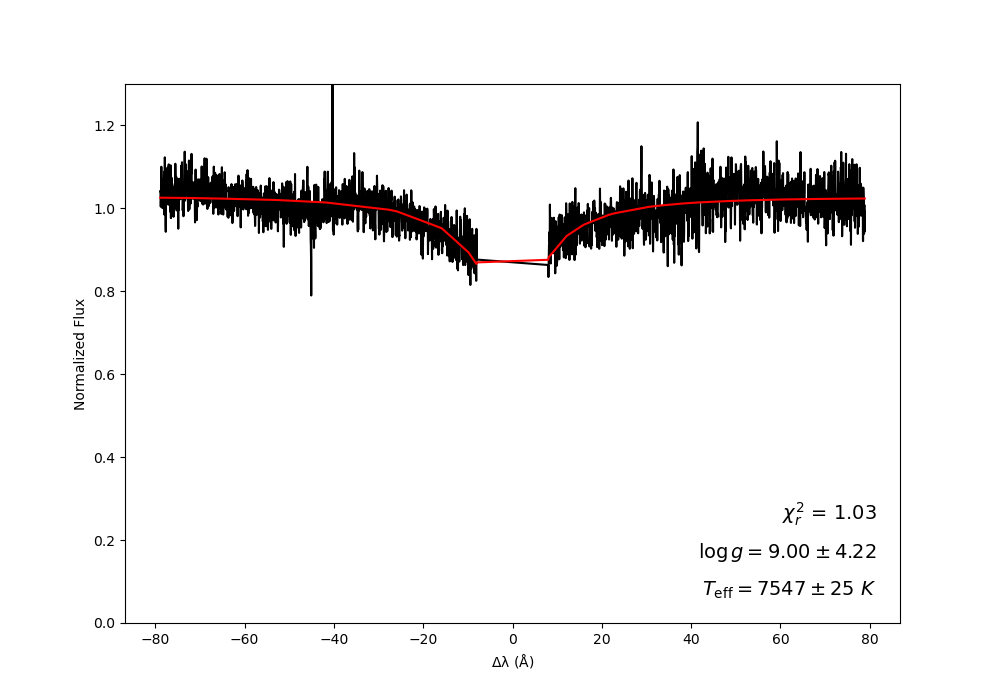 Normalized Flux
1.2
1.0
0.8
0.6
0.4
0.2
0.0
χ²ᵣ = 1.03
log g = 9.00 ± 4.22
T_eff = 7547 ± 25 K
−80 −60 −40 −20 0 20 40 60 80
Δλ (Å)